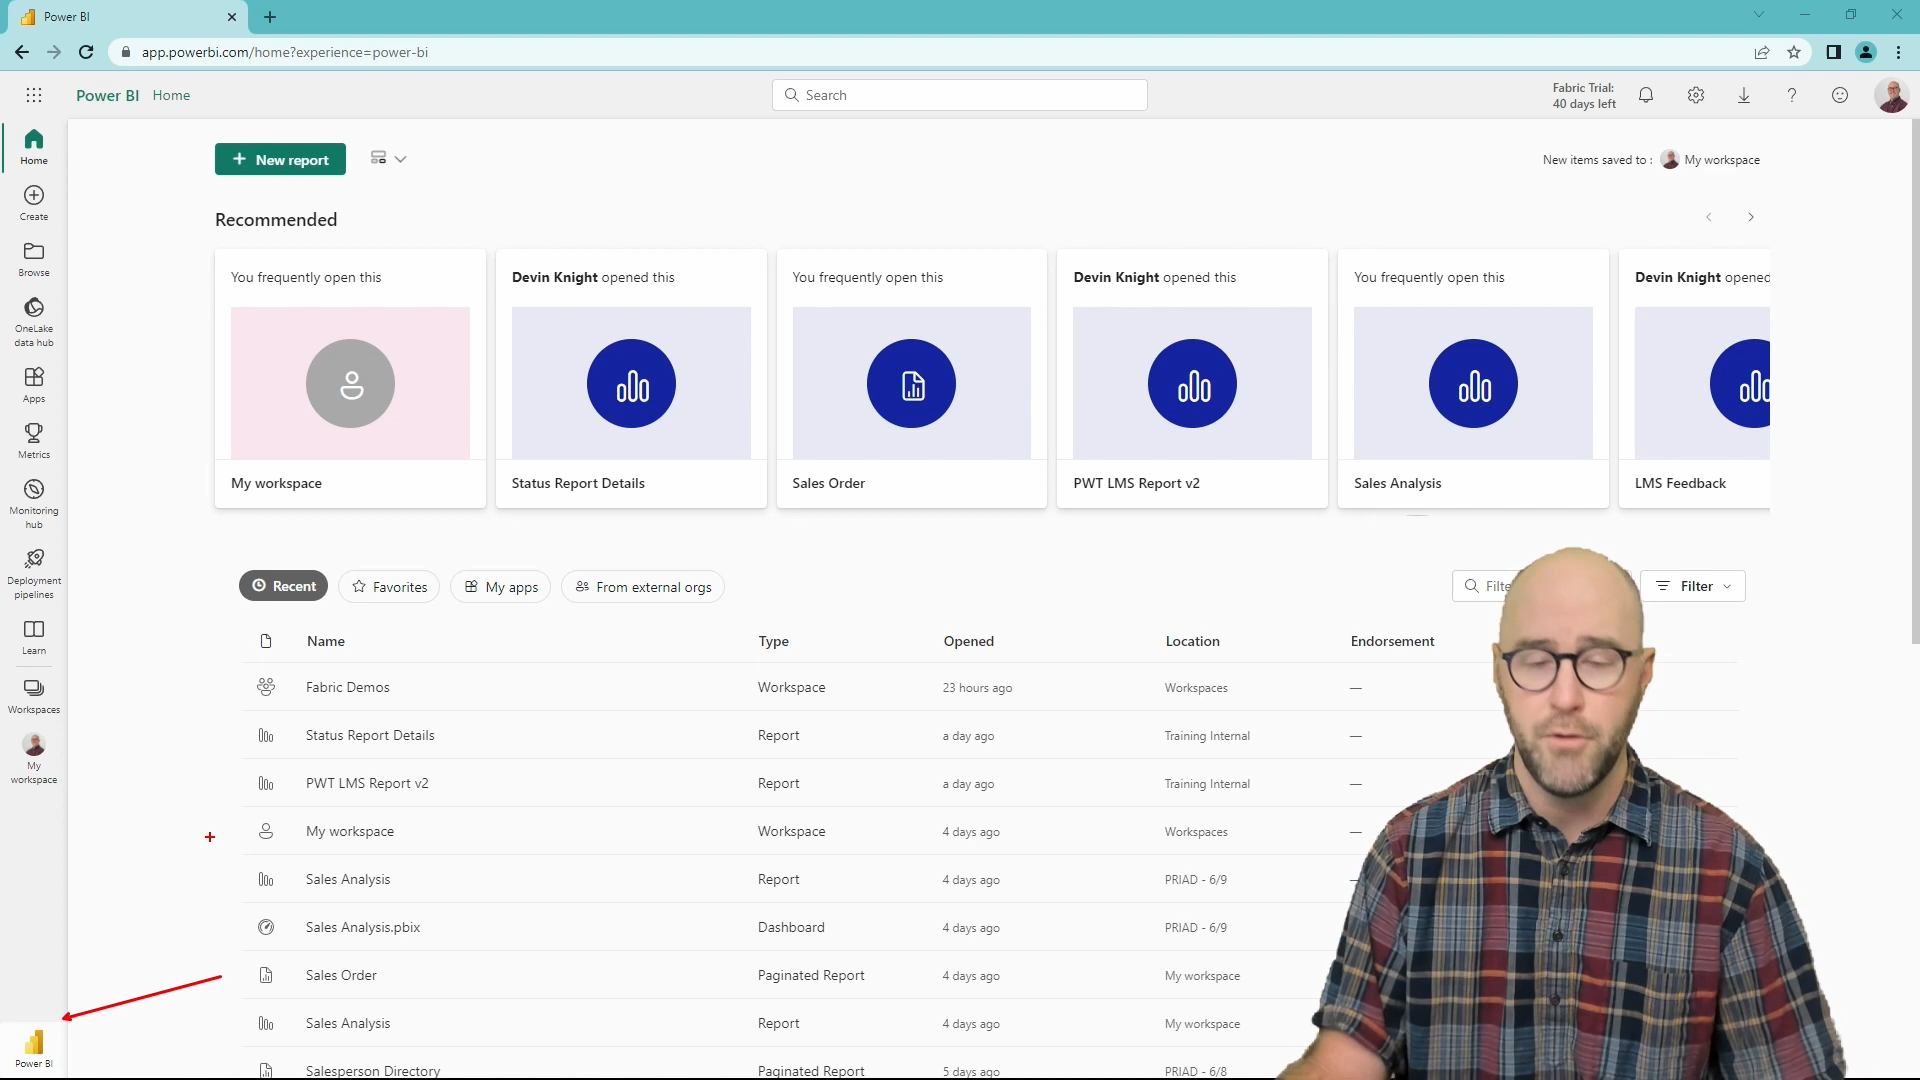 Power BI
app.powerbi.com/home?experience=power-bi
Power BI Home
Search
Fabric Trial:
40 days left
Home
Create
Browse
OneLake
data hub
Apps
Metrics
Monitoring
hub
Deployment
pipelines
Learn
Workspaces
My
workspace
Power BI
New report
New items saved to : My workspace
Recommended
You frequently open this
My workspace
Devin Knight opened this
Status Report Details
You frequently open this
Sales Order
Devin Knight opened this
PWT LMS Report v2
You frequently open this
Sales Analysis
Devin Knight opened
LMS Feedback
Recent Favorites My apps From external orgs
Filter
Name Type Opened Location Endorsement
Fabric Demos Workspace 23 hours ago Workspaces —
Status Report Details Report a day ago Training Internal —
PWT LMS Report v2 Report a day ago Training Internal —
My workspace Workspace 4 days ago Workspaces —
Sales Analysis Report 4 days ago PRIAD - 6/9 —
Sales Analysis.pbix Dashboard 4 days ago PRIAD - 6/9
Sales Order Paginated Report 4 days ago My workspace
Sales Analysis Report 4 days ago My workspace
Salesperson Directory Paginated Report 5 days ago PRIAD - 6/8